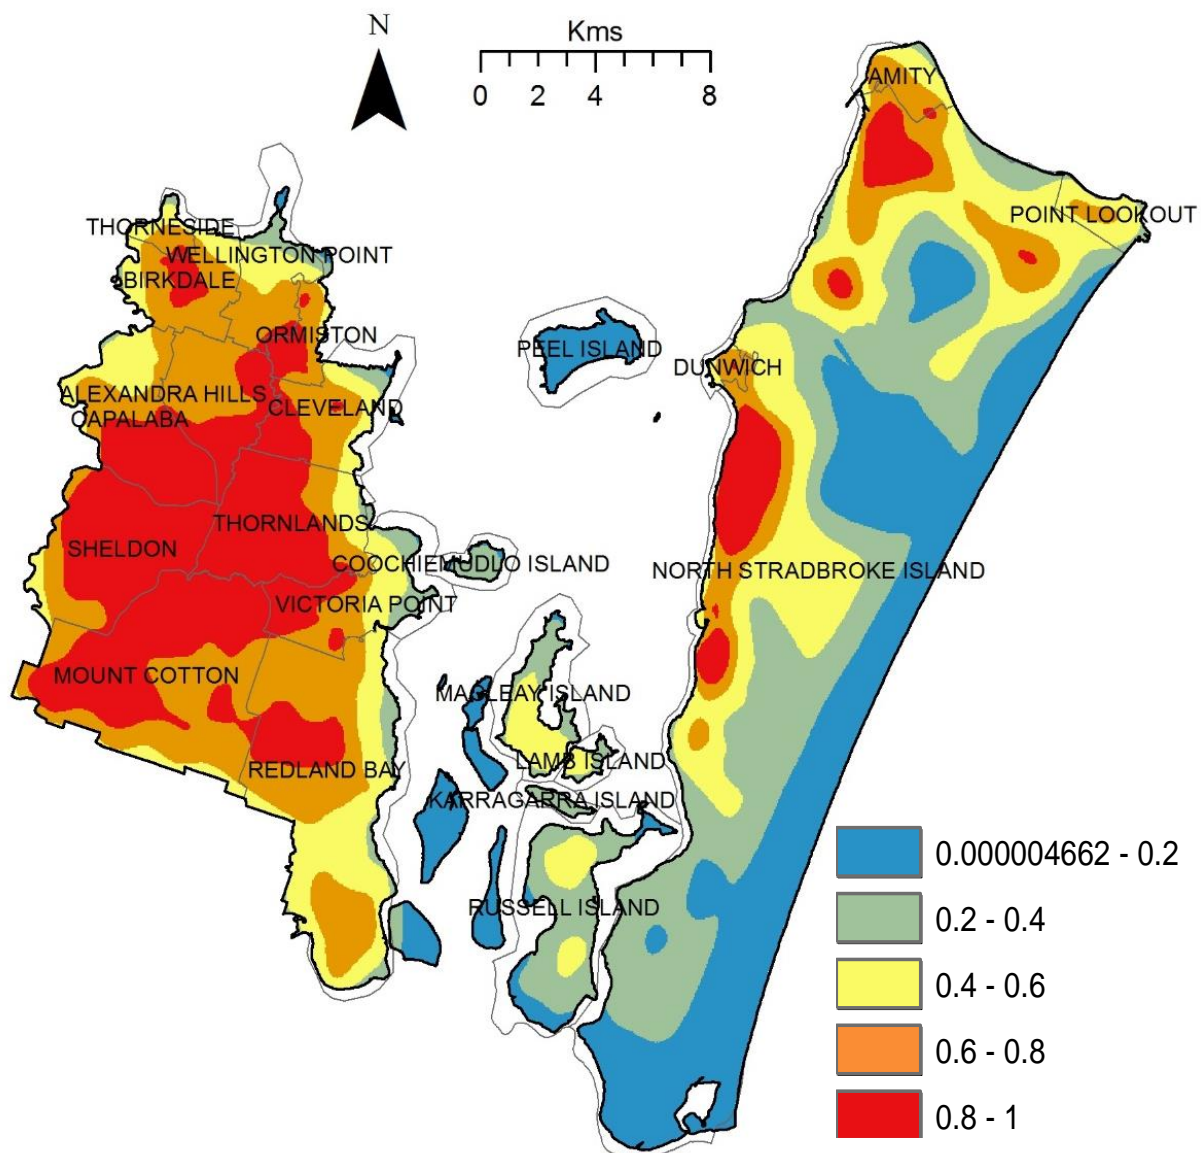 N
Kms
0 2 4 8
AMITY
POINT LOOKOUT
THORNESIDE
WELLINGTON POINT
BIRKDALE
ORMISTON
PEEL ISLAND
DUNWICH
ALEXANDRA HILLS
CLEVELAND
CAPALABA
THORNLANDS
SHELDON
COOCHIEMUDLO ISLAND
NORTH STRADBROKE ISLAND
VICTORIA POINT
MOUNT COTTON
MACLEAY ISLAND
LAMB ISLAND
REDLAND BAY
KARRAGARRA ISLAND
RUSSELL ISLAND
0.000004662 - 0.2
0.2 - 0.4
0.4 - 0.6
0.6 - 0.8
0.8 - 1